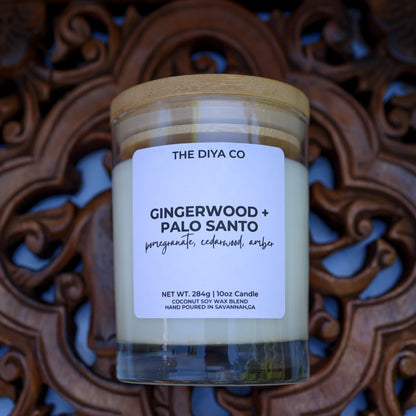 THE DIYA CO
GINGERWOOD +
PALO SANTO
pomegranate, cedarwood, amber
NET WT. 284g | 10oz Candle
COCONUT SOY WAX BLEND
HAND POURED IN SAVANNAH,GA